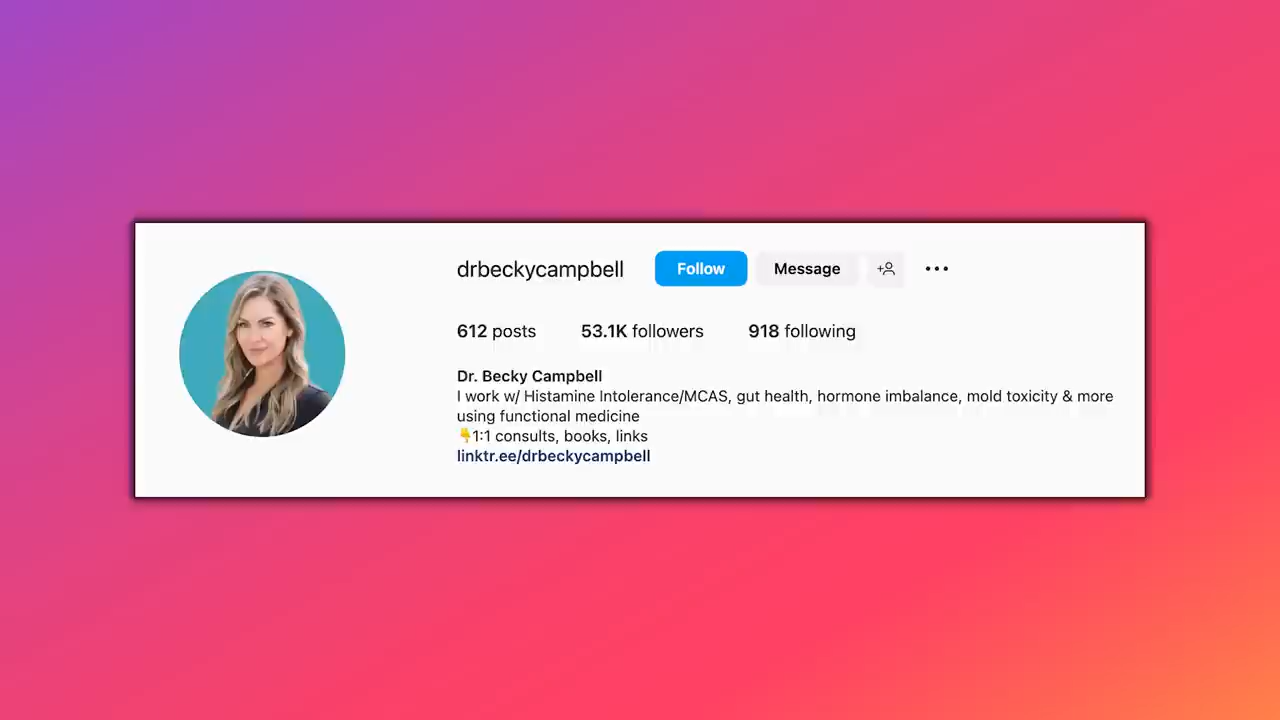 drbeckycampbell Follow Message
612 posts 53.1K followers 918 following
Dr. Becky Campbell
I work w/ Histamine Intolerance/MCAS, gut health, hormone imbalance, mold toxicity & more
using functional medicine
👇1:1 consults, books, links
linktr.ee/drbeckycampbell